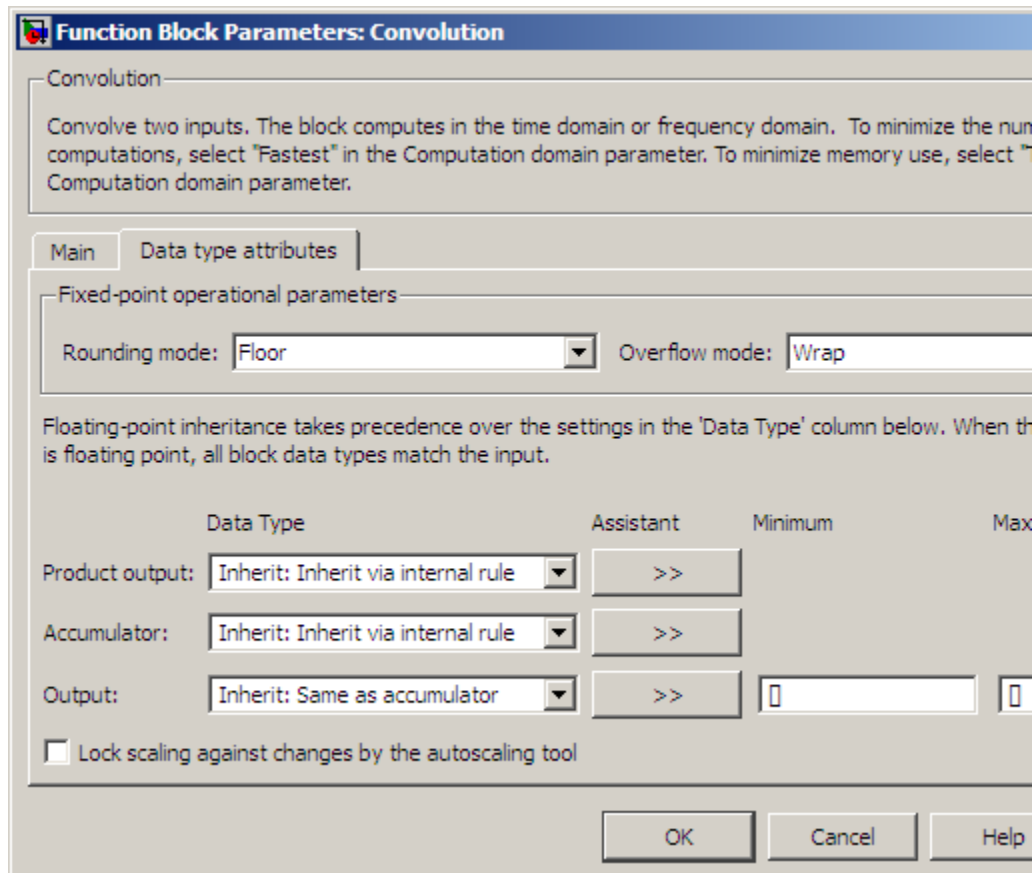 Function Block Parameters: Convolution
Convolution
Convolve two inputs. The block computes in the time domain or frequency domain. To minimize the
computations, select "Fastest" in the Computation domain parameter. To minimize memory use, select
Computation domain parameter.
Main Data type attributes
Fixed-point operational parameters
Rounding mode: Floor Overflow mode: Wrap
Floating-point inheritance takes precedence over the settings in the 'Data Type' column below. When
is floating point, all block data types match the input.
Data Type Assistant Minimum Max
Product output: Inherit: Inherit via internal rule >>
Accumulator: Inherit: Inherit via internal rule >>
Output: Inherit: Same as accumulator >> [] []
Lock scaling against changes by the autoscaling tool
OK Cancel Help